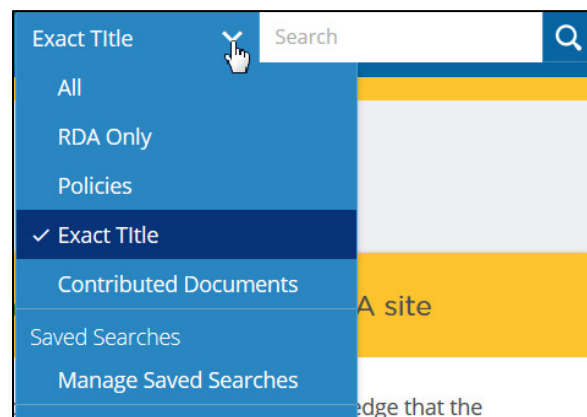 Exact TItle Search
All
RDA Only
Policies
Exact TItle
Contributed Documents
A site
Saved Searches
Manage Saved Searches
edge that the